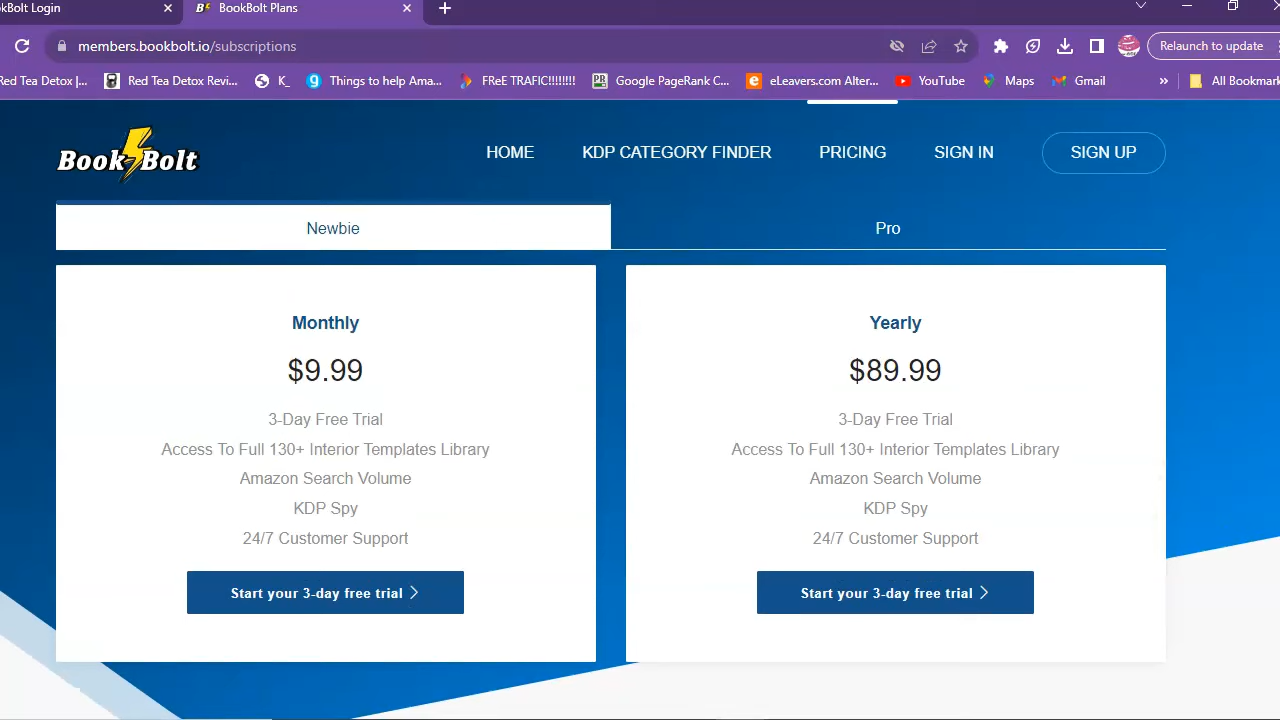 okBolt Login
BookBolt Plans
members.bookbolt.io/subscriptions
Relaunch to update
Red Tea Detox |...
Red Tea Detox Revi...
K_
Things to help Ama...
FReE TRAFIC!!!!!!!!
Google PageRank C...
eLeavers.com Alter...
YouTube
Maps
Gmail
»
All Bookmark
Book Bolt
HOME
KDP CATEGORY FINDER
PRICING
SIGN IN
SIGN UP
Newbie
Pro
Monthly
$9.99
3-Day Free Trial
Access To Full 130+ Interior Templates Library
Amazon Search Volume
KDP Spy
24/7 Customer Support
Start your 3-day free trial
Yearly
$89.99
3-Day Free Trial
Access To Full 130+ Interior Templates Library
Amazon Search Volume
KDP Spy
24/7 Customer Support
Start your 3-day free trial